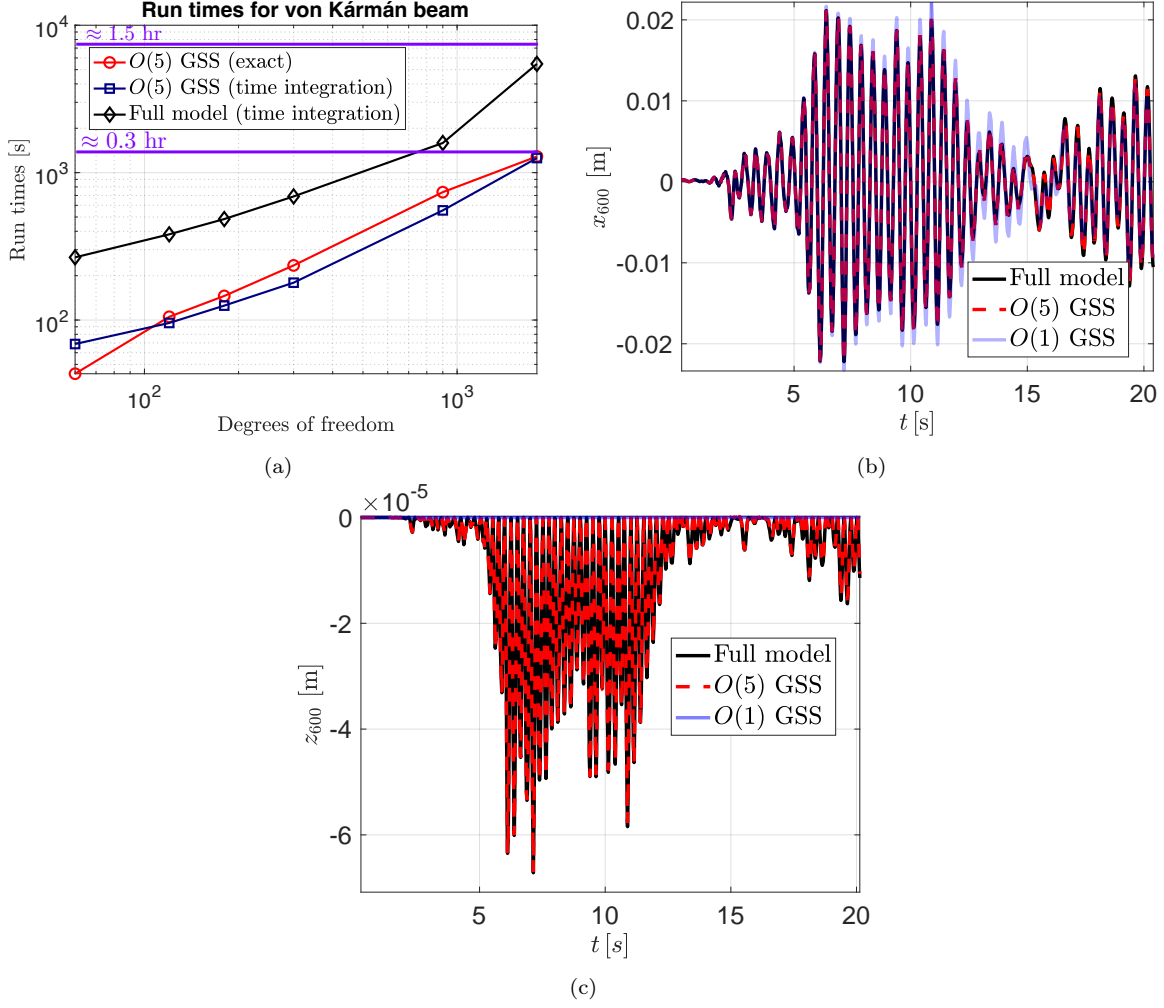 Run times for von Kármán beam
10^4
≈ 1.5 hr
O(5) GSS (exact)
O(5) GSS (time integration)
Full model (time integration)
≈ 0.3 hr
10^3
10^2
Run times [s]
10^2
10^3
Degrees of freedom
(a)
0.02
0.01
0
-0.01
-0.02
x_600 [m]
Full model
O(5) GSS
O(1) GSS
5
10
15
20
t [s]
(b)
×10^-5
0
-2
-4
-6
z_600 [m]
Full model
O(5) GSS
O(1) GSS
5
10
15
20
t [s]
(c)